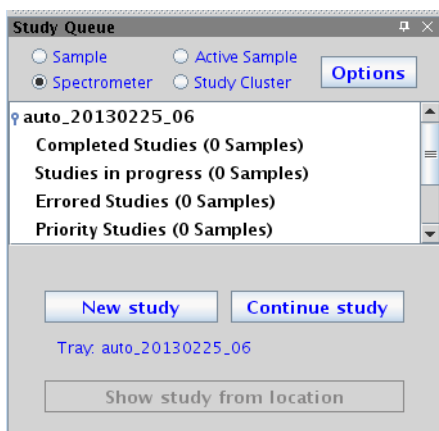 Study Queue
Sample Active Sample
Spectrometer Study Cluster
Options
auto_20130225_06
Completed Studies (0 Samples)
Studies in progress (0 Samples)
Errored Studies (0 Samples)
Priority Studies (0 Samples)
New study Continue study
Tray: auto_20130225_06
Show study from location